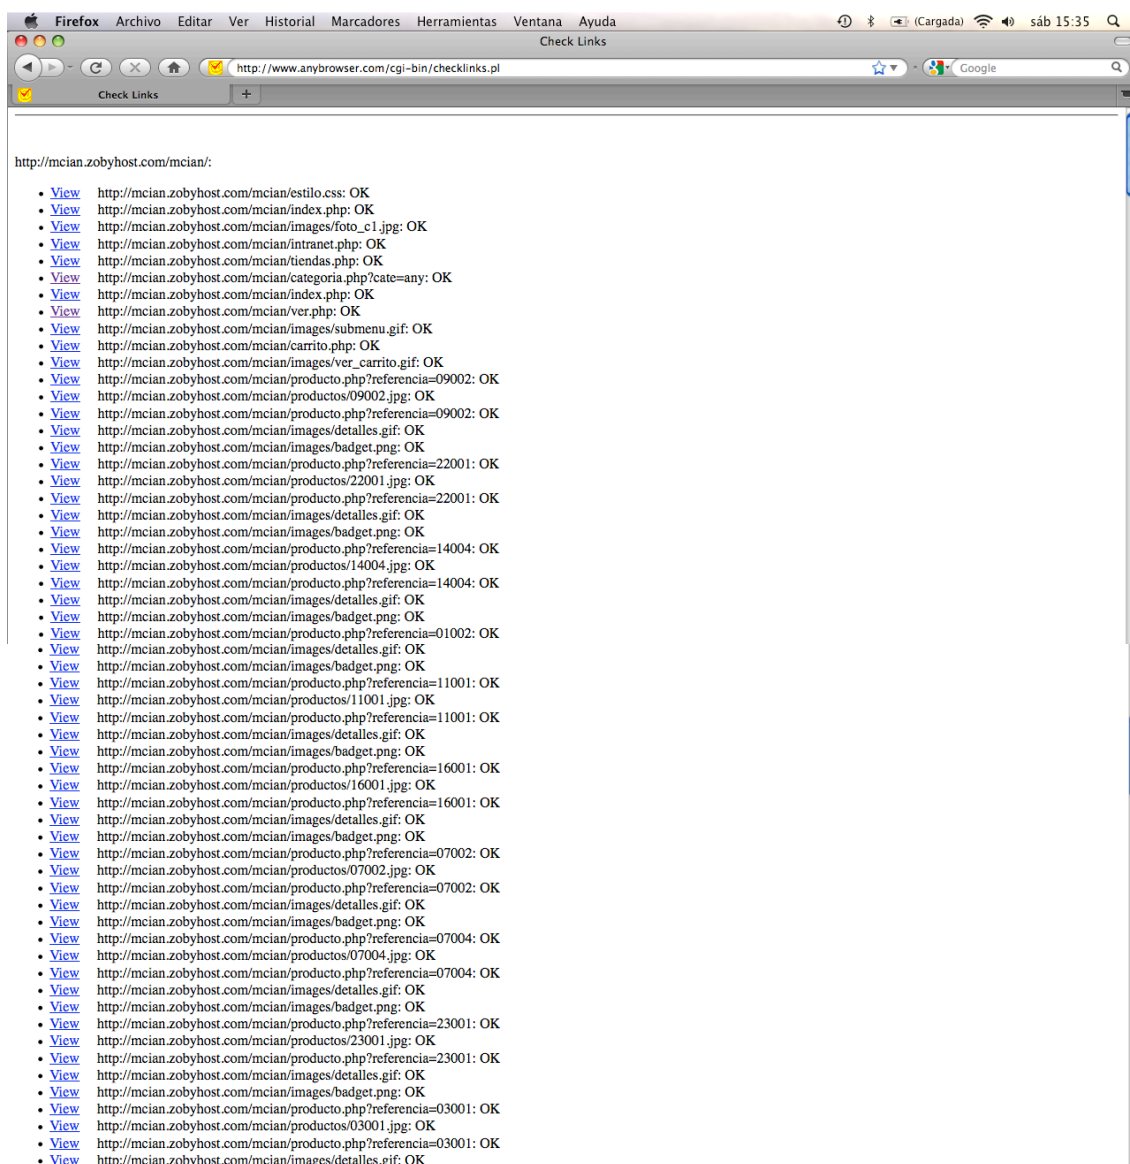 Firefox Archivo Editar Ver Historial Marcadores Herramientas Ventana Ayuda (Cargada) sáb 15:35
Check Links
http://www.anybrowser.com/cgi-bin/checklinks.pl Google
Check Links +
http://mcian.zobyhost.com/mcian/:
• View http://mcian.zobyhost.com/mcian/estilo.css: OK
• View http://mcian.zobyhost.com/mcian/index.php: OK
• View http://mcian.zobyhost.com/mcian/images/foto_c1.jpg: OK
• View http://mcian.zobyhost.com/mcian/intranet.php: OK
• View http://mcian.zobyhost.com/mcian/tiendas.php: OK
• View http://mcian.zobyhost.com/mcian/categoria.php?cate=any: OK
• View http://mcian.zobyhost.com/mcian/index.php: OK
• View http://mcian.zobyhost.com/mcian/ver.php: OK
• View http://mcian.zobyhost.com/mcian/images/submenu.gif: OK
• View http://mcian.zobyhost.com/mcian/carrito.php: OK
• View http://mcian.zobyhost.com/mcian/images/ver_carrito.gif: OK
• View http://mcian.zobyhost.com/mcian/producto.php?referencia=09002: OK
• View http://mcian.zobyhost.com/mcian/productos/09002.jpg: OK
• View http://mcian.zobyhost.com/mcian/producto.php?referencia=09002: OK
• View http://mcian.zobyhost.com/mcian/images/detalles.gif: OK
• View http://mcian.zobyhost.com/mcian/images/badget.png: OK
• View http://mcian.zobyhost.com/mcian/producto.php?referencia=22001: OK
• View http://mcian.zobyhost.com/mcian/productos/22001.jpg: OK
• View http://mcian.zobyhost.com/mcian/producto.php?referencia=22001: OK
• View http://mcian.zobyhost.com/mcian/images/detalles.gif: OK
• View http://mcian.zobyhost.com/mcian/images/badget.png: OK
• View http://mcian.zobyhost.com/mcian/producto.php?referencia=14004: OK
• View http://mcian.zobyhost.com/mcian/productos/14004.jpg: OK
• View http://mcian.zobyhost.com/mcian/producto.php?referencia=14004: OK
• View http://mcian.zobyhost.com/mcian/images/detalles.gif: OK
• View http://mcian.zobyhost.com/mcian/images/badget.png: OK
• View http://mcian.zobyhost.com/mcian/producto.php?referencia=01002: OK
• View http://mcian.zobyhost.com/mcian/images/detalles.gif: OK
• View http://mcian.zobyhost.com/mcian/images/badget.png: OK
• View http://mcian.zobyhost.com/mcian/producto.php?referencia=11001: OK
• View http://mcian.zobyhost.com/mcian/productos/11001.jpg: OK
• View http://mcian.zobyhost.com/mcian/producto.php?referencia=11001: OK
• View http://mcian.zobyhost.com/mcian/images/detalles.gif: OK
• View http://mcian.zobyhost.com/mcian/images/badget.png: OK
• View http://mcian.zobyhost.com/mcian/producto.php?referencia=16001: OK
• View http://mcian.zobyhost.com/mcian/productos/16001.jpg: OK
• View http://mcian.zobyhost.com/mcian/producto.php?referencia=16001: OK
• View http://mcian.zobyhost.com/mcian/images/detalles.gif: OK
• View http://mcian.zobyhost.com/mcian/images/badget.png: OK
• View http://mcian.zobyhost.com/mcian/producto.php?referencia=07002: OK
• View http://mcian.zobyhost.com/mcian/productos/07002.jpg: OK
• View http://mcian.zobyhost.com/mcian/producto.php?referencia=07002: OK
• View http://mcian.zobyhost.com/mcian/images/detalles.gif: OK
• View http://mcian.zobyhost.com/mcian/images/badget.png: OK
• View http://mcian.zobyhost.com/mcian/producto.php?referencia=07004: OK
• View http://mcian.zobyhost.com/mcian/productos/07004.jpg: OK
• View http://mcian.zobyhost.com/mcian/producto.php?referencia=07004: OK
• View http://mcian.zobyhost.com/mcian/images/detalles.gif: OK
• View http://mcian.zobyhost.com/mcian/images/badget.png: OK
• View http://mcian.zobyhost.com/mcian/producto.php?referencia=23001: OK
• View http://mcian.zobyhost.com/mcian/productos/23001.jpg: OK
• View http://mcian.zobyhost.com/mcian/producto.php?referencia=23001: OK
• View http://mcian.zobyhost.com/mcian/images/detalles.gif: OK
• View http://mcian.zobyhost.com/mcian/images/badget.png: OK
• View http://mcian.zobyhost.com/mcian/producto.php?referencia=03001: OK
• View http://mcian.zobyhost.com/mcian/productos/03001.jpg: OK
• View http://mcian.zobyhost.com/mcian/producto.php?referencia=03001: OK
• View http://mcian.zobyhost.com/mcian/images/detalles.gif: OK